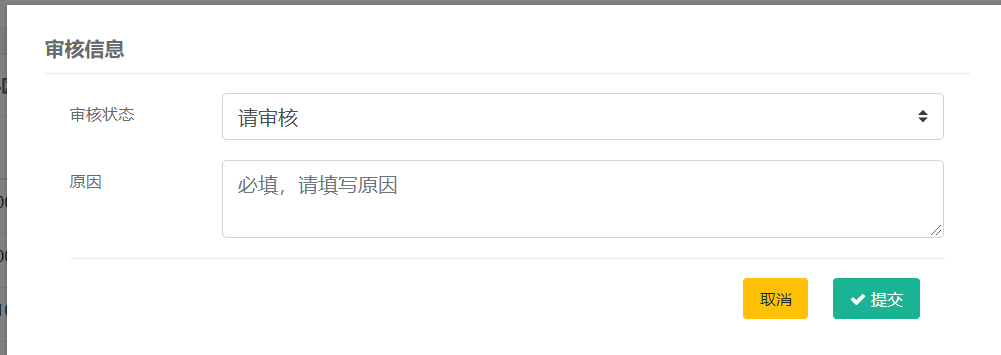 审核信息
审核状态
请审核
原因
必填，请填写原因
取消
提交